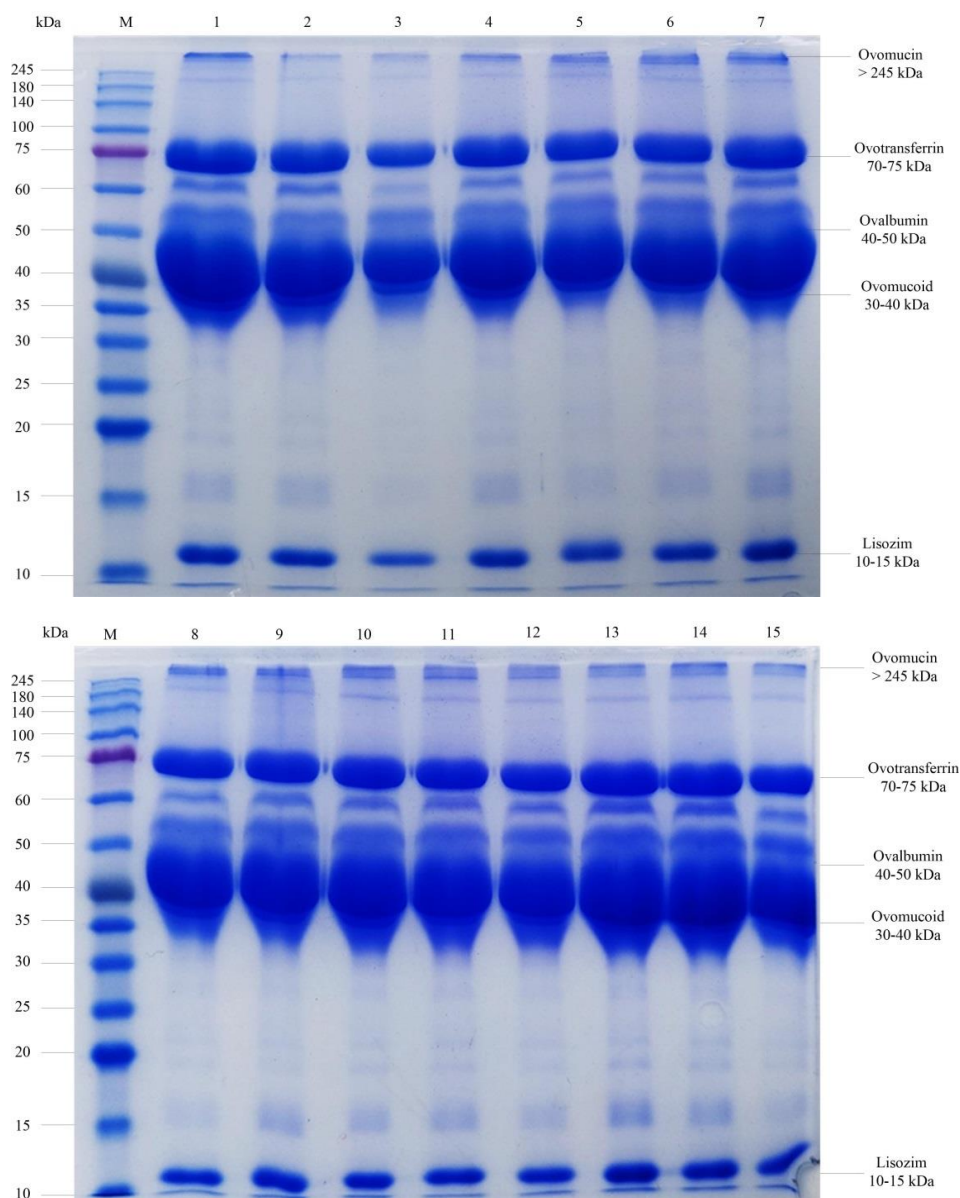 kDa M 1 2 3 4 5 6 7
Ovomucin
> 245 kDa
245
180
140
100
75
Ovotransferrin
70-75 kDa
60
50
Ovalbumin
40-50 kDa
40
Ovomucoid
30-40 kDa
35
30
25
20
15
Lisozim
10-15 kDa
10
kDa M 8 9 10 11 12 13 14 15
Ovomucin
> 245 kDa
245
180
140
100
75
Ovotransferrin
70-75 kDa
60
50
Ovalbumin
40-50 kDa
40
Ovomucoid
30-40 kDa
35
30
25
20
15
Lisozim
10-15 kDa
10